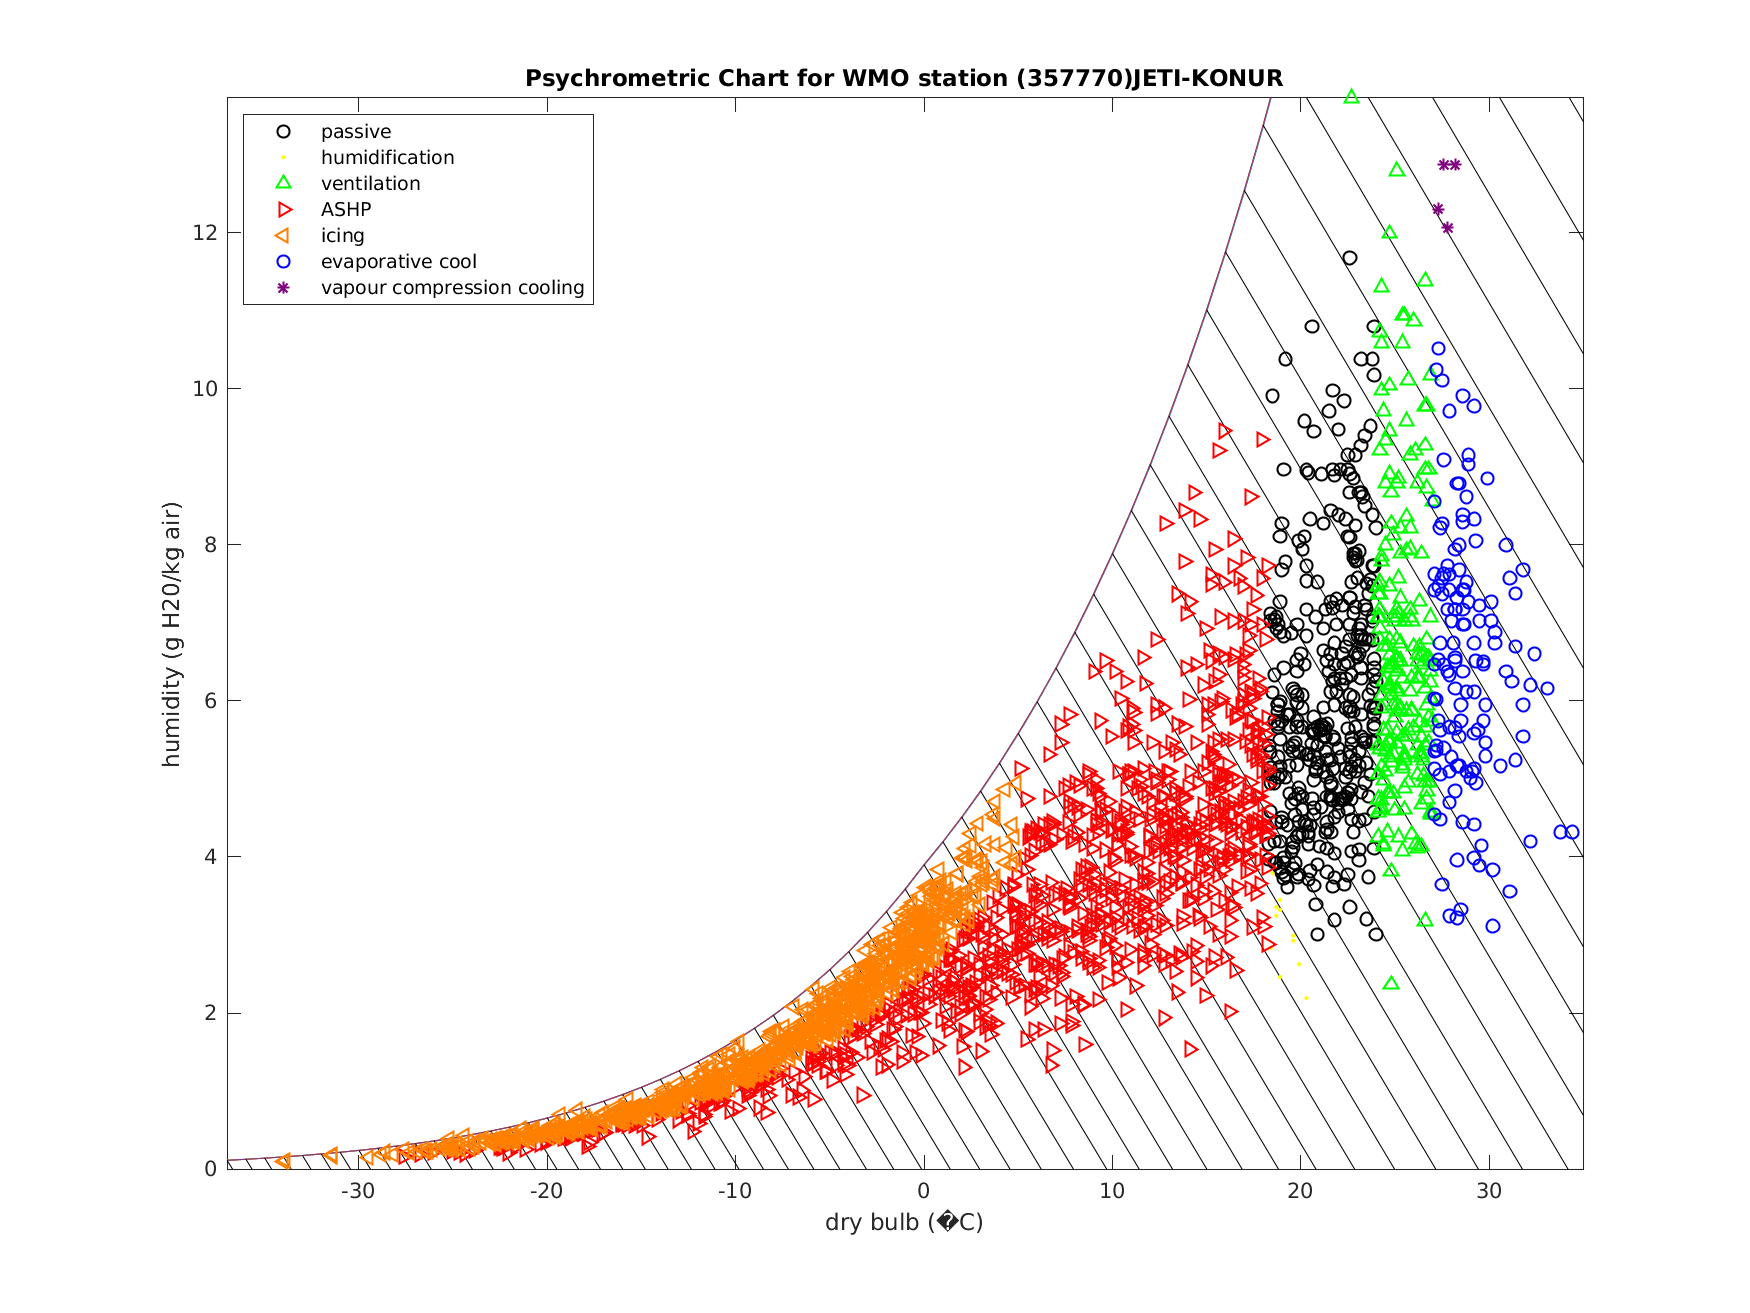 Psychrometric Chart for WMO station (357770)JETI-KONUR
passive
humidification
ventilation
ASHP
icing
evaporative cool
vapour compression cooling
humidity (g H20/kg air)
12
10
8
6
4
2
0
-30
-20
-10
0
10
20
30
dry bulb (�C)